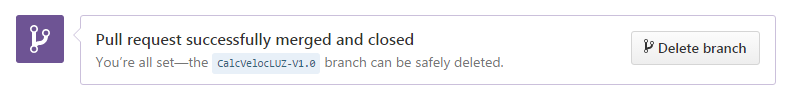 Pull request successfully merged and closed
Delete branch
You're all set—the CalcVelocLUZ-V1.0 branch can be safely deleted.